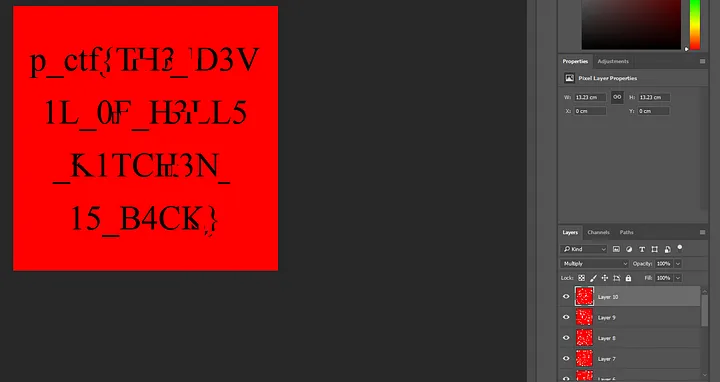 p_ctf{TH3_D3V
1L_0F_H3LL5
_K1TCH3N_
15_B4CK}
Properties Adjustments
Pixel Layer Properties
W: 13.23 cm H: 13.23 cm
X: 0 cm Y: 0 cm
Layers Channels Paths
Kind
Multiply Opacity: 100%
Lock: Fill: 100%
Layer 10
Layer 9
Layer 8
Layer 7